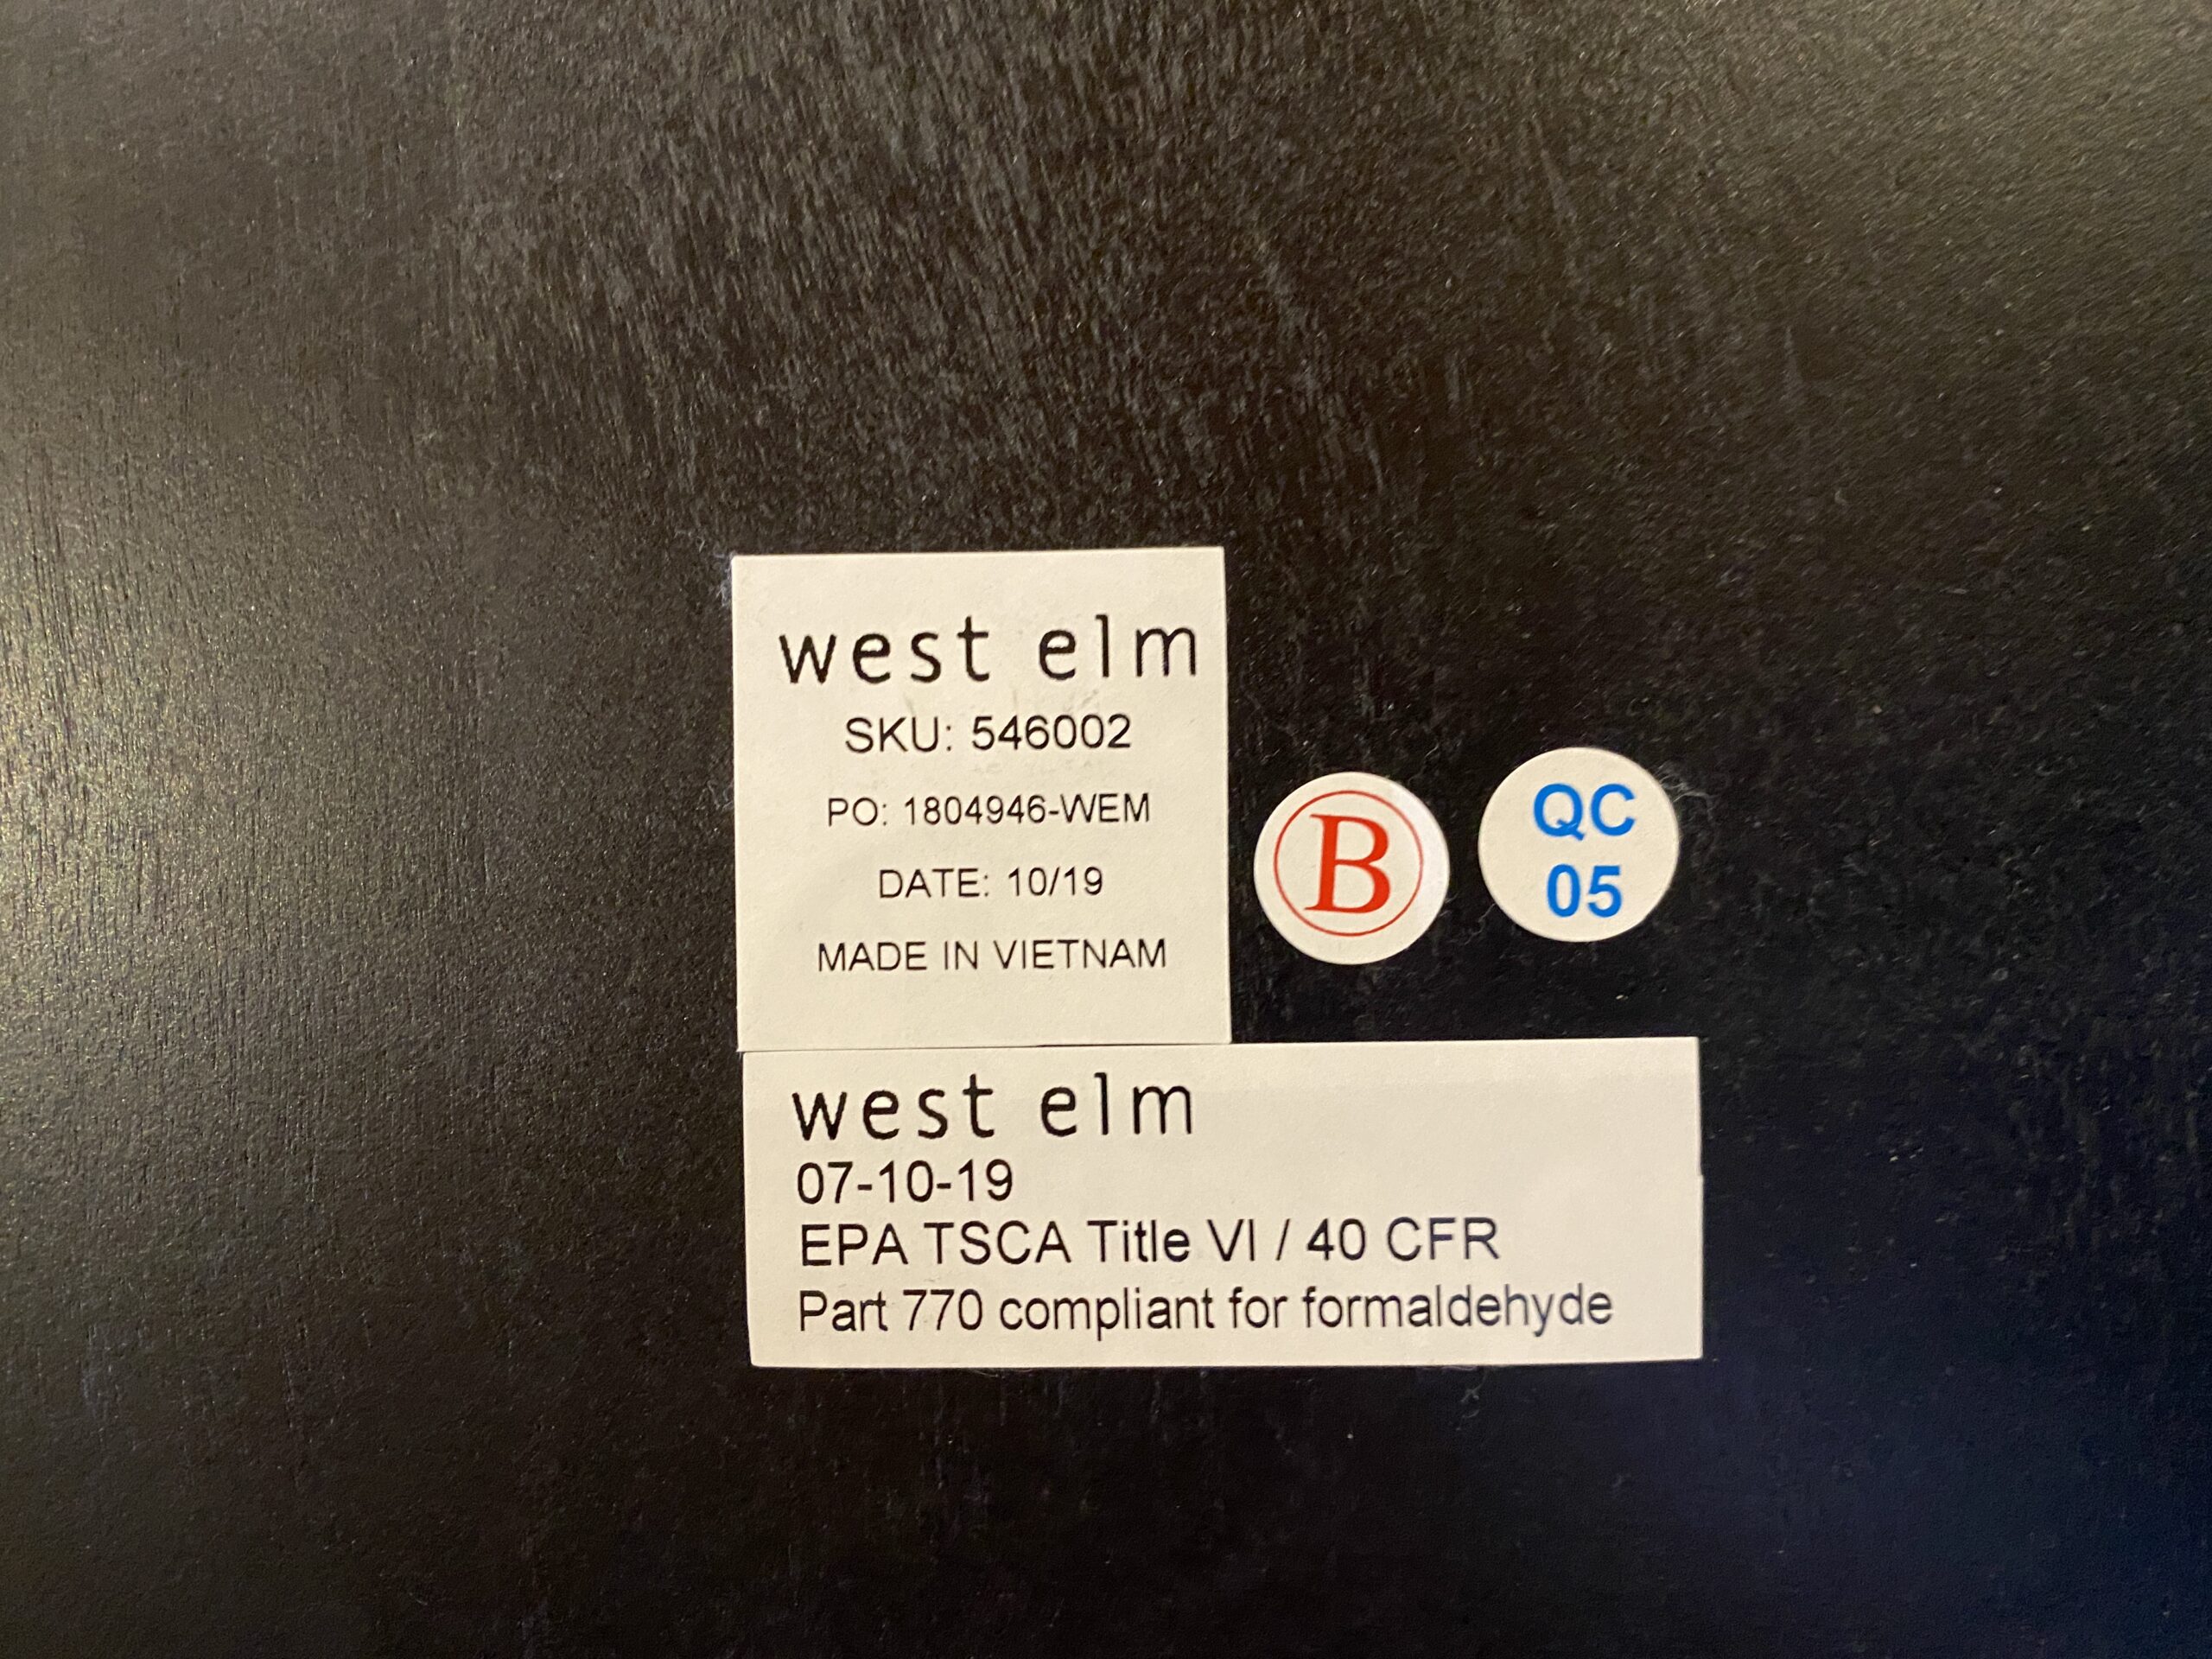 west elm
SKU: 546002
PO: 1804946-WEM
DATE: 10/19
MADE IN VIETNAM
B
QC
05
west elm
07-10-19
EPA TSCA Title VI / 40 CFR
Part 770 compliant for formaldehyde